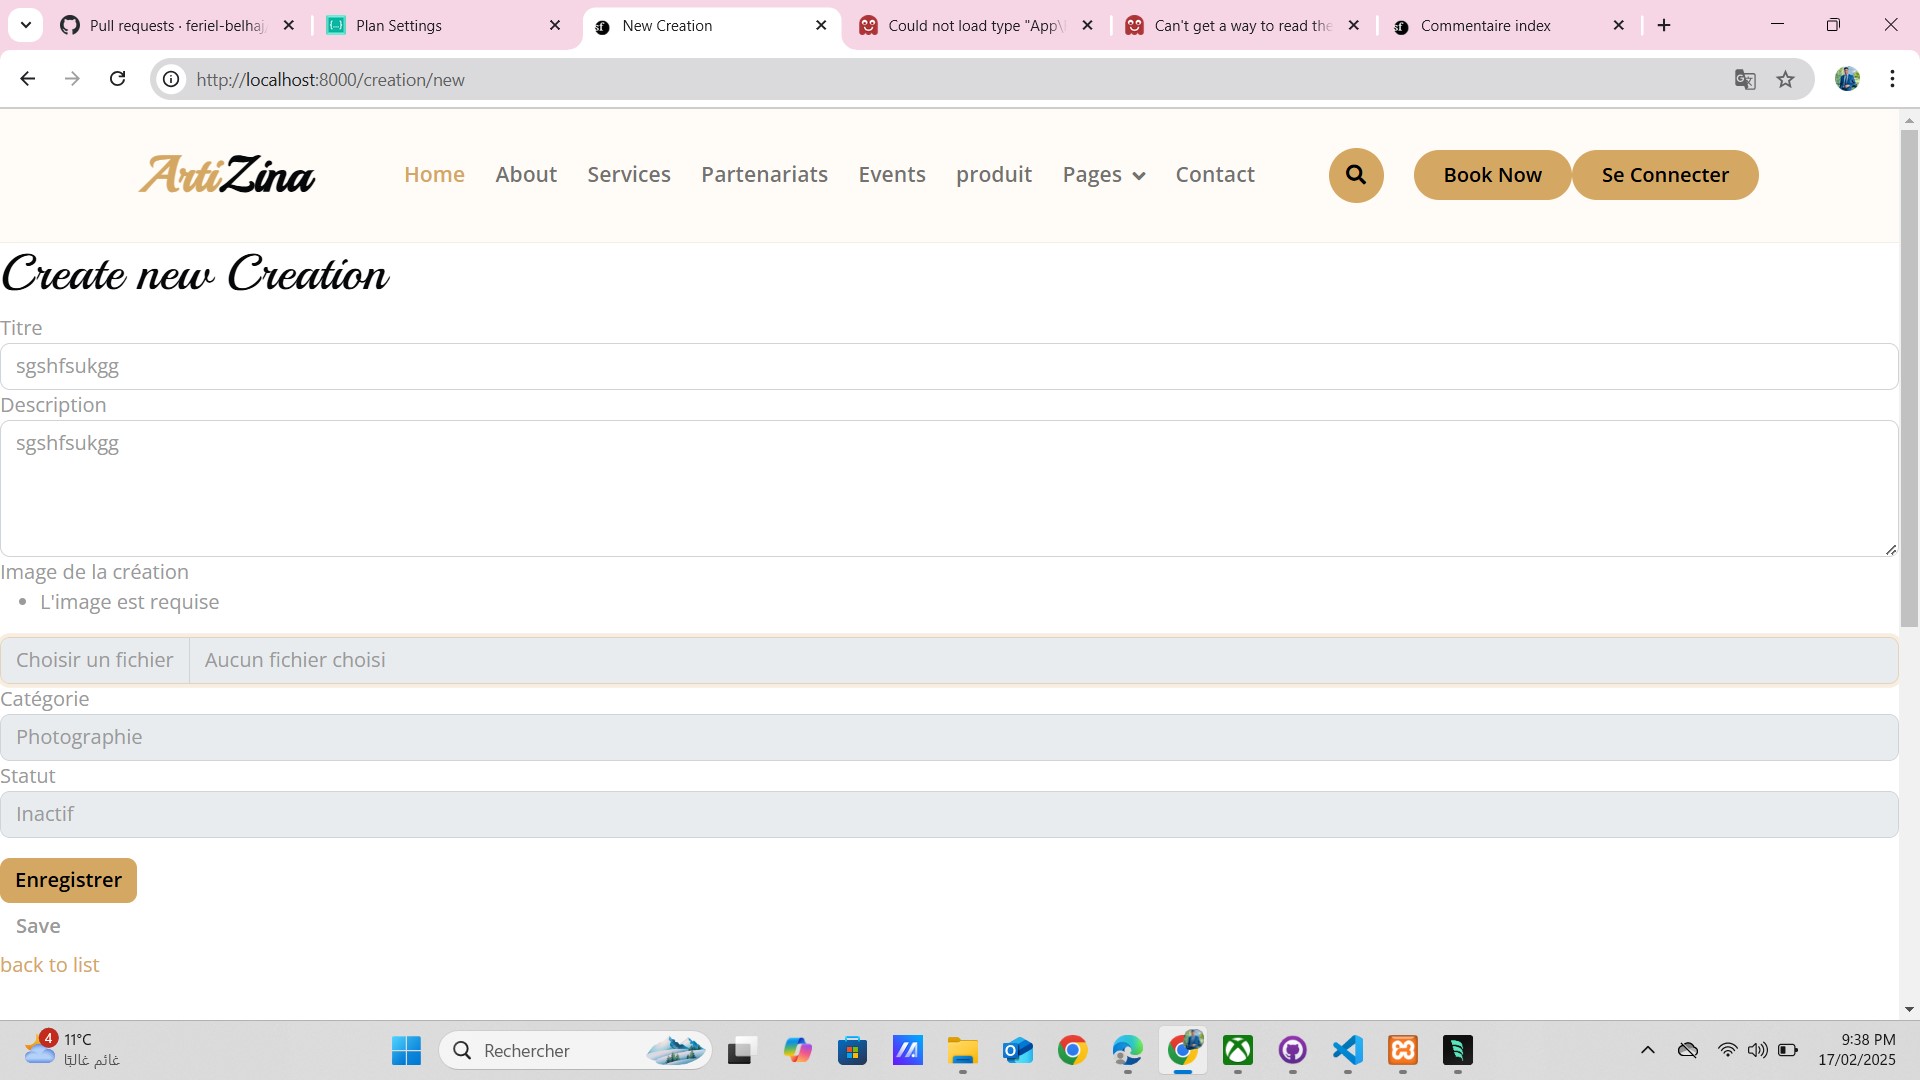 Pull requests · feriel-belhaj
Plan Settings
New Creation
Could not load type "App\
Can't get a way to read the
Commentaire index
http://localhost:8000/creation/new
ArtiZina
Home
About
Services
Partenariats
Events
produit
Pages
Contact
Book Now
Se Connecter
Create new Creation
Titre
sgshfsukgg
Description
sgshfsukgg
Image de la création
L'image est requise
Choisir un fichier
Aucun fichier choisi
Catégorie
Photographie
Statut
Inactif
Enregistrer
Save
back to list
4
11°C
غائم غالبًا
Rechercher
9:38 PM
17/02/2025